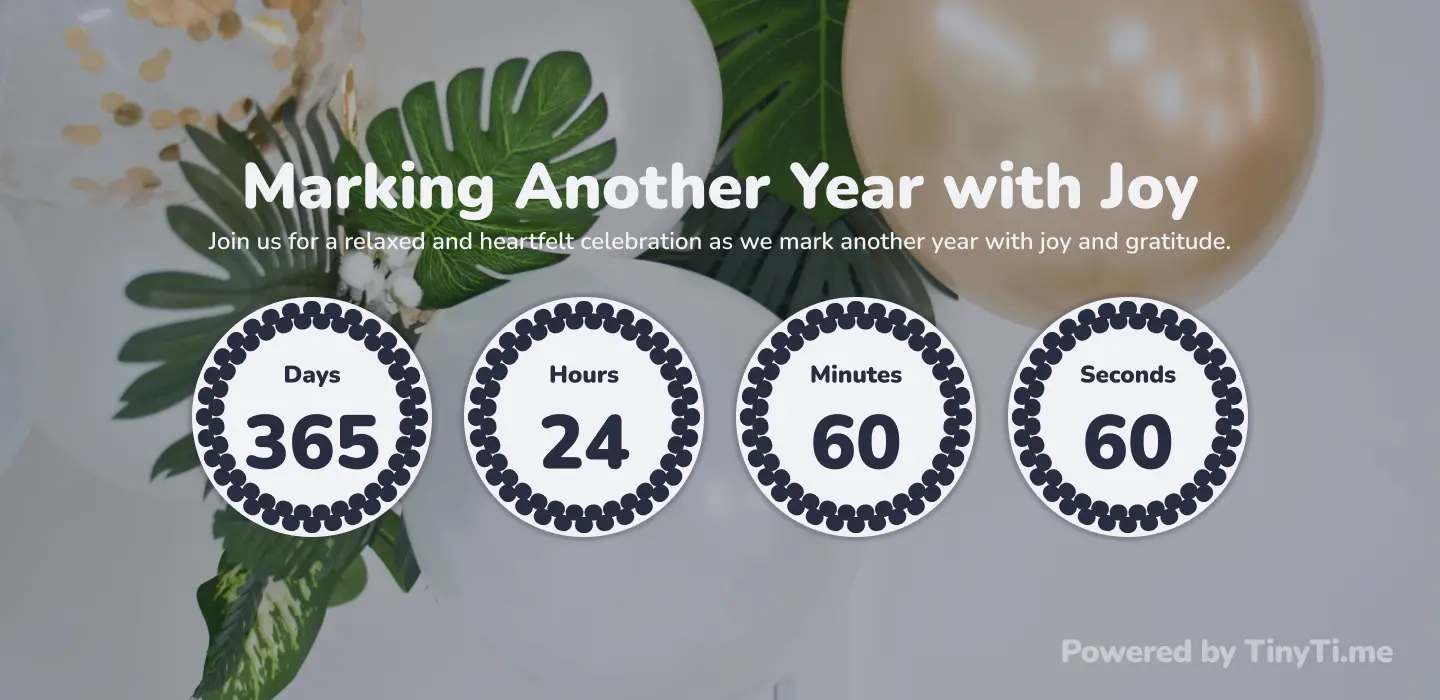 Marking Another Year with Joy
Join us for a relaxed and heartfelt celebration as we mark another year with joy and gratitude.
Days
365
Hours
24
Minutes
60
Seconds
60
Powered by TinyTi.me